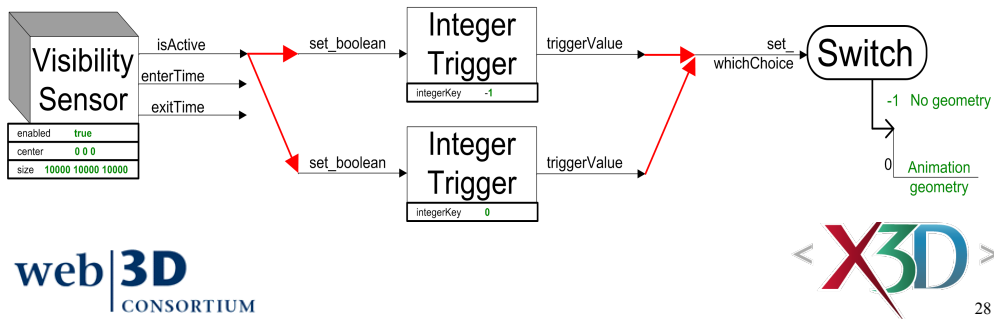 Visibility
Sensor
enabled true
center 0 0 0
size 10000 10000 10000
isActive
enterTime
exitTime
set_boolean
Integer
Trigger
integerKey -1
triggerValue
set_boolean
Integer
Trigger
integerKey 0
triggerValue
set_
whichChoice
Switch
-1 No geometry
0 Animation
geometry
web|3D
CONSORTIUM
<X3D>
28